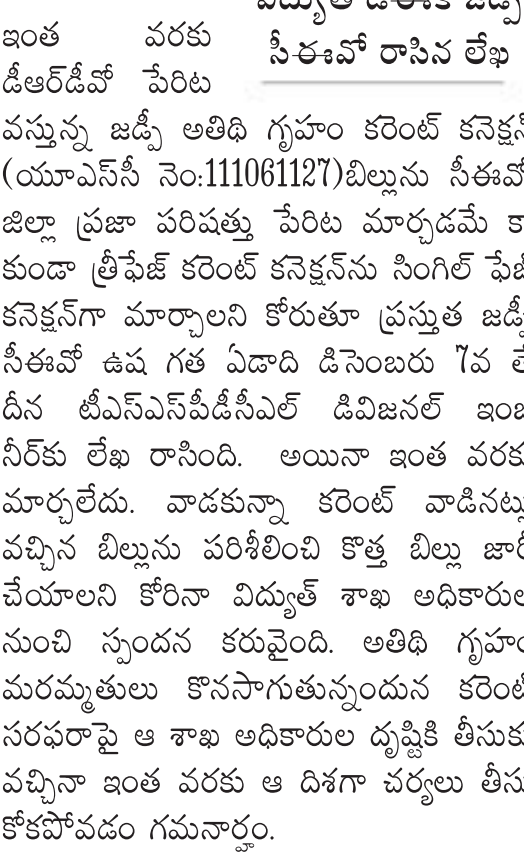 సీఈవో రాసిన లేఖ
ఇంత వరకు
డీఆర్‌డీవో పేరిట
వస్తున్న జడ్పీ అతిథి గృహం కరెంట్ కనెక్షన్
(యూఎస్‌సీ నెం:111061127)బిల్లును సీఈవో
జిల్లా ప్రజా పరిషత్తు పేరిట మార్చడమే కా
కుండా త్రీఫేజ్ కరెంట్ కనెక్షన్‌ను సింగిల్ ఫేజ్
కనెక్షన్‌గా మార్చాలని కోరుతూ ప్రస్తుత జడ్పీ
సీఈవో ఉష గత ఏడాది డిసెంబరు 7వ తే
దీన టీఎస్‌ఎస్‌పీడీసీఎల్ డివిజనల్ ఇంజ
నీర్‌కు లేఖ రాసింది. అయినా ఇంత వరకు
మార్చలేదు. వాడకున్నా కరెంట్ వాడినట్లు
వచ్చిన బిల్లును పరిశీలించి కొత్త బిల్లు జారీ
చేయాలని కోరినా విద్యుత్ శాఖ అధికారుల
నుంచి స్పందన కరువైంది. అతిథి గృహం
మరమ్మతులు కొనసాగుతున్నందున కరెంట్
సరఫరాపై ఆ శాఖ అధికారుల దృష్టికి తీసుకు
వచ్చినా ఇంత వరకు ఆ దిశగా చర్యలు తీసు
కోకపోవడం గమనార్హం.